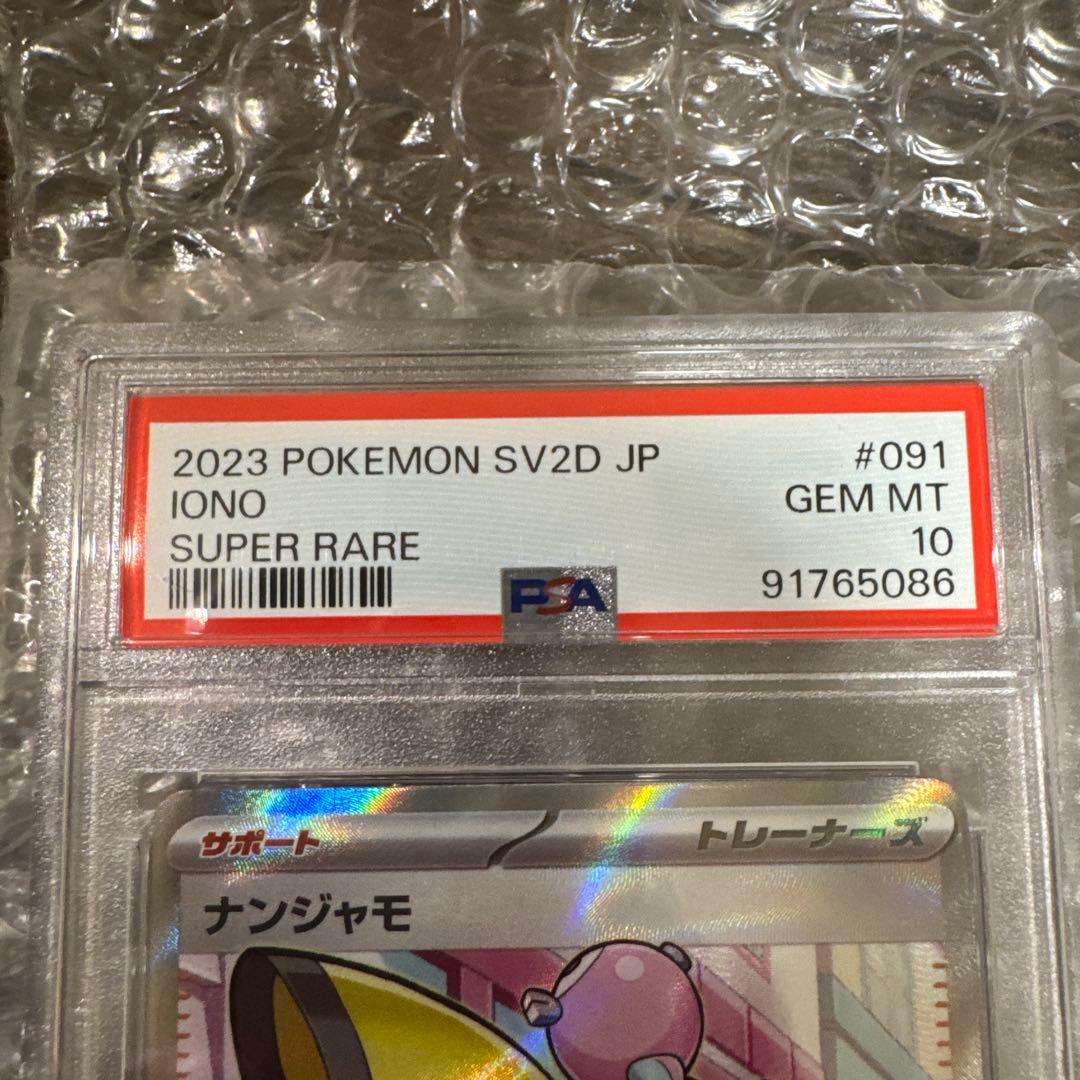 2023 POKEMON SV2D JP #091
IONO GEM MT
SUPER RARE 10
PSA 91765086
サポート トレーナーズ
ナンジャモ